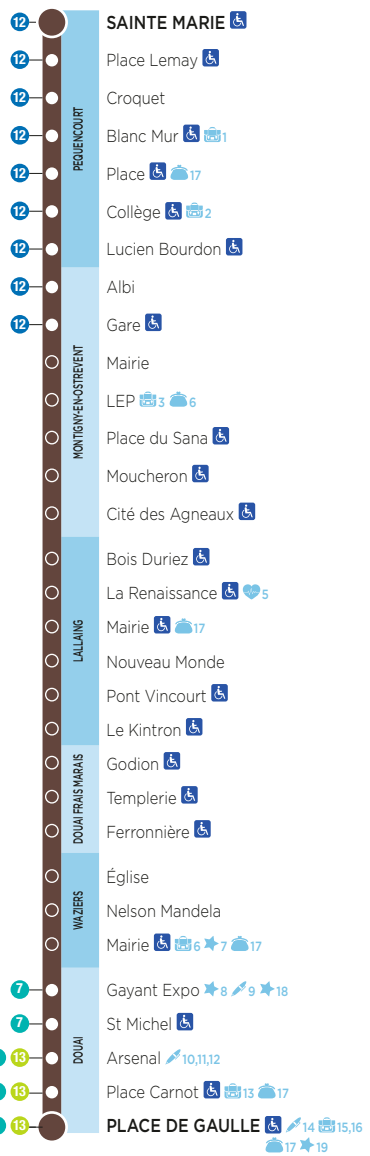 12 SAINTE MARIE
12 Place Lemay
12 Croquet
12 Blanc Mur 1
12 Place 17
12 Collège 2
12 Lucien Bourdon
PEQUENCOURT
12 Albi
12 Gare
Mairie
LEP 3 6
Place du Sana
Moucheron
Cité des Agneaux
MONTIGNY-EN-OSTREVENT
Bois Duriez
La Renaissance 5
Mairie 17
Nouveau Monde
Pont Vincourt
Le Kintron
LALLAING
Godion
Templerie
Ferronnière
DOUAI FRAIS MARAIS
Église
Nelson Mandela
Mairie 6 7 17
WAZIERS
7 Gayant Expo 8 9 18
7 St Michel
13 Arsenal 10,11,12
13 Place Carnot 13 17
13 PLACE DE GAULLE 14 15,16
17 19
DOUAI